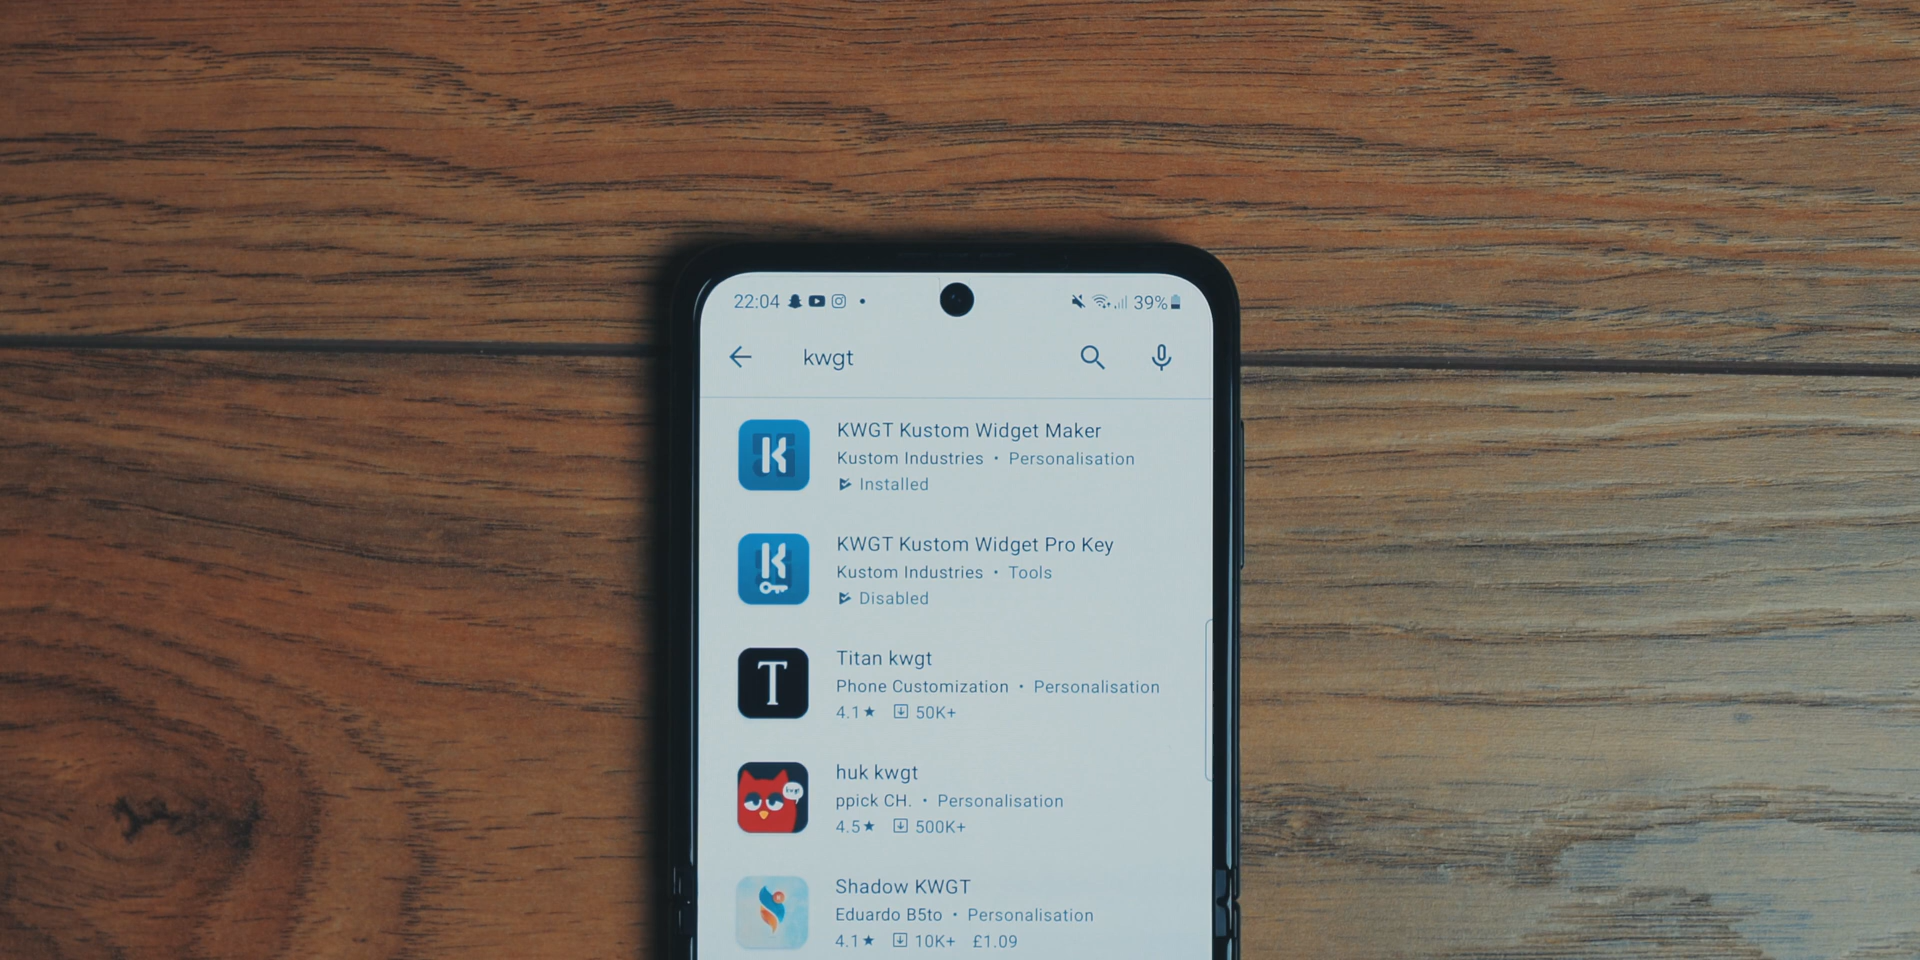 22:04 39%
kwgt
KWGT Kustom Widget Maker
Kustom Industries • Personalisation
Installed
KWGT Kustom Widget Pro Key
Kustom Industries • Tools
Disabled
T
Titan kwgt
Phone Customization • Personalisation
4.1★ 50K+
kwgt
huk kwgt
ppick CH. • Personalisation
4.5★ 500K+
Shadow KWGT
Eduardo B5to • Personalisation
4.1★ 10K+ £1.09